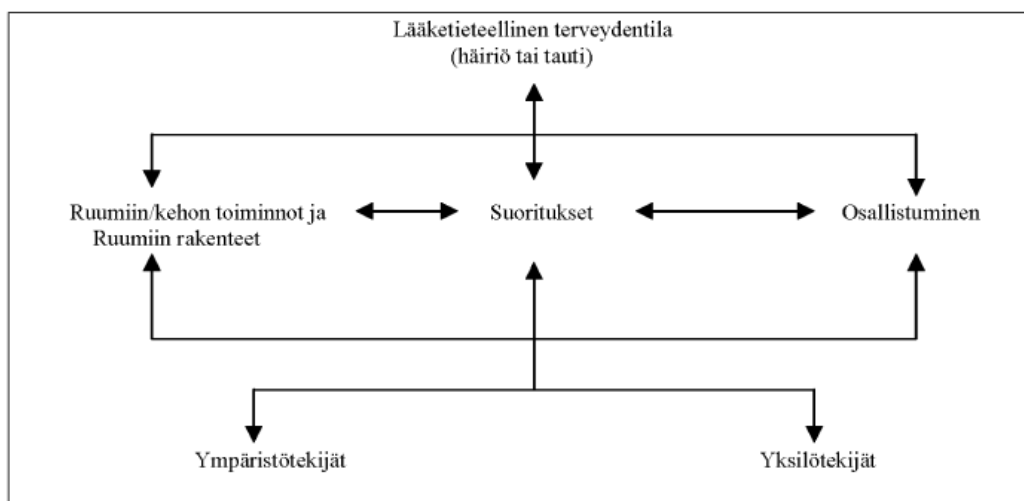 Lääketieteellinen terveydentila
(häiriö tai tauti)
Ruumiin/kehon toiminnot ja
Ruumiin rakenteet
Suoritukset
Osallistuminen
Ympäristötekijät
Yksilötekijät